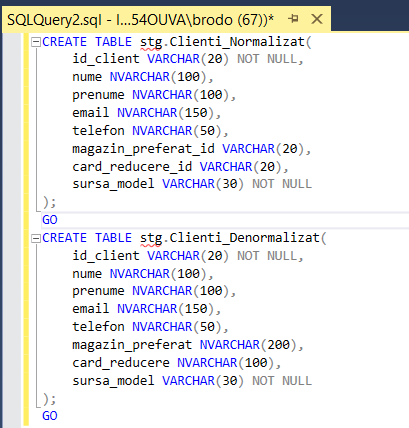 SQLQuery2.sql - l...54OUVA\brodo (67))*
CREATE TABLE stg.Clienti_Normalizat(
id_client VARCHAR(20) NOT NULL,
nume NVARCHAR(100),
prenume NVARCHAR(100),
email NVARCHAR(150),
telefon NVARCHAR(50),
magazin_preferat_id VARCHAR(20),
card_reducere_id VARCHAR(20),
sursa_model VARCHAR(30) NOT NULL
);
GO
CREATE TABLE stg.Clienti_Denormalizat(
id_client VARCHAR(20) NOT NULL,
nume NVARCHAR(100),
prenume NVARCHAR(100),
email NVARCHAR(150),
telefon NVARCHAR(50),
magazin_preferat NVARCHAR(200),
card_reducere NVARCHAR(100),
sursa_model VARCHAR(30) NOT NULL
);
GO